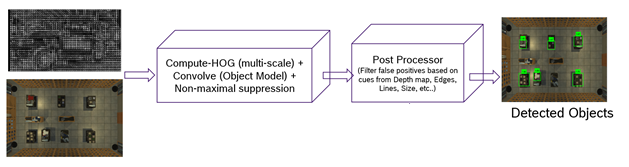 Compute-HOG (multi-scale) +
Convolve (Object Model) +
Non-maximal suppression
Post Processor
(Filter false positives based on
cues from Depth map, Edges,
Lines, Size, etc..)
Detected Objects